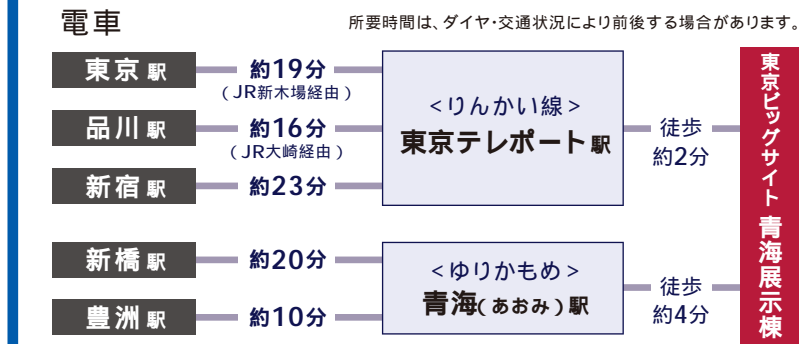 電車
所要時間は、ダイヤ・交通状況により前後する場合があります。
東京駅
約19分
(JR新木場経由)
品川駅
約16分
(JR大崎経由)
新宿駅
約23分
<りんかい線>
東京テレポート駅
徒歩
約2分
新橋駅
約20分
豊洲駅
約10分
<ゆりかもめ>
青海(あおみ)駅
徒歩
約4分
東京ビッグサイト 青海展示棟